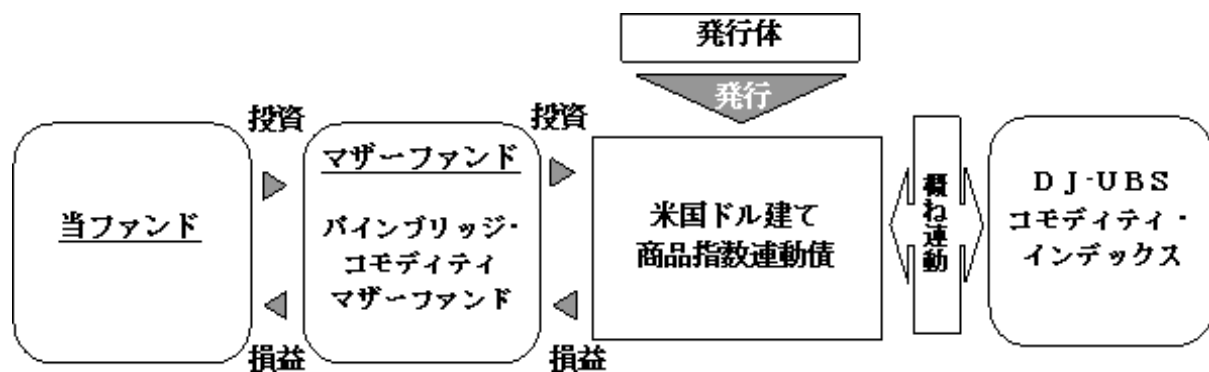 発行体
発行
投資
投資
当ファンド
マザーファンド
パインブリッジ・
コモディティ
マザーファンド
米国ドル建て
商品指数連動債
概ね連動
ＤＪ-ＵＢＳ
コモディティ・
インデックス
損益
損益